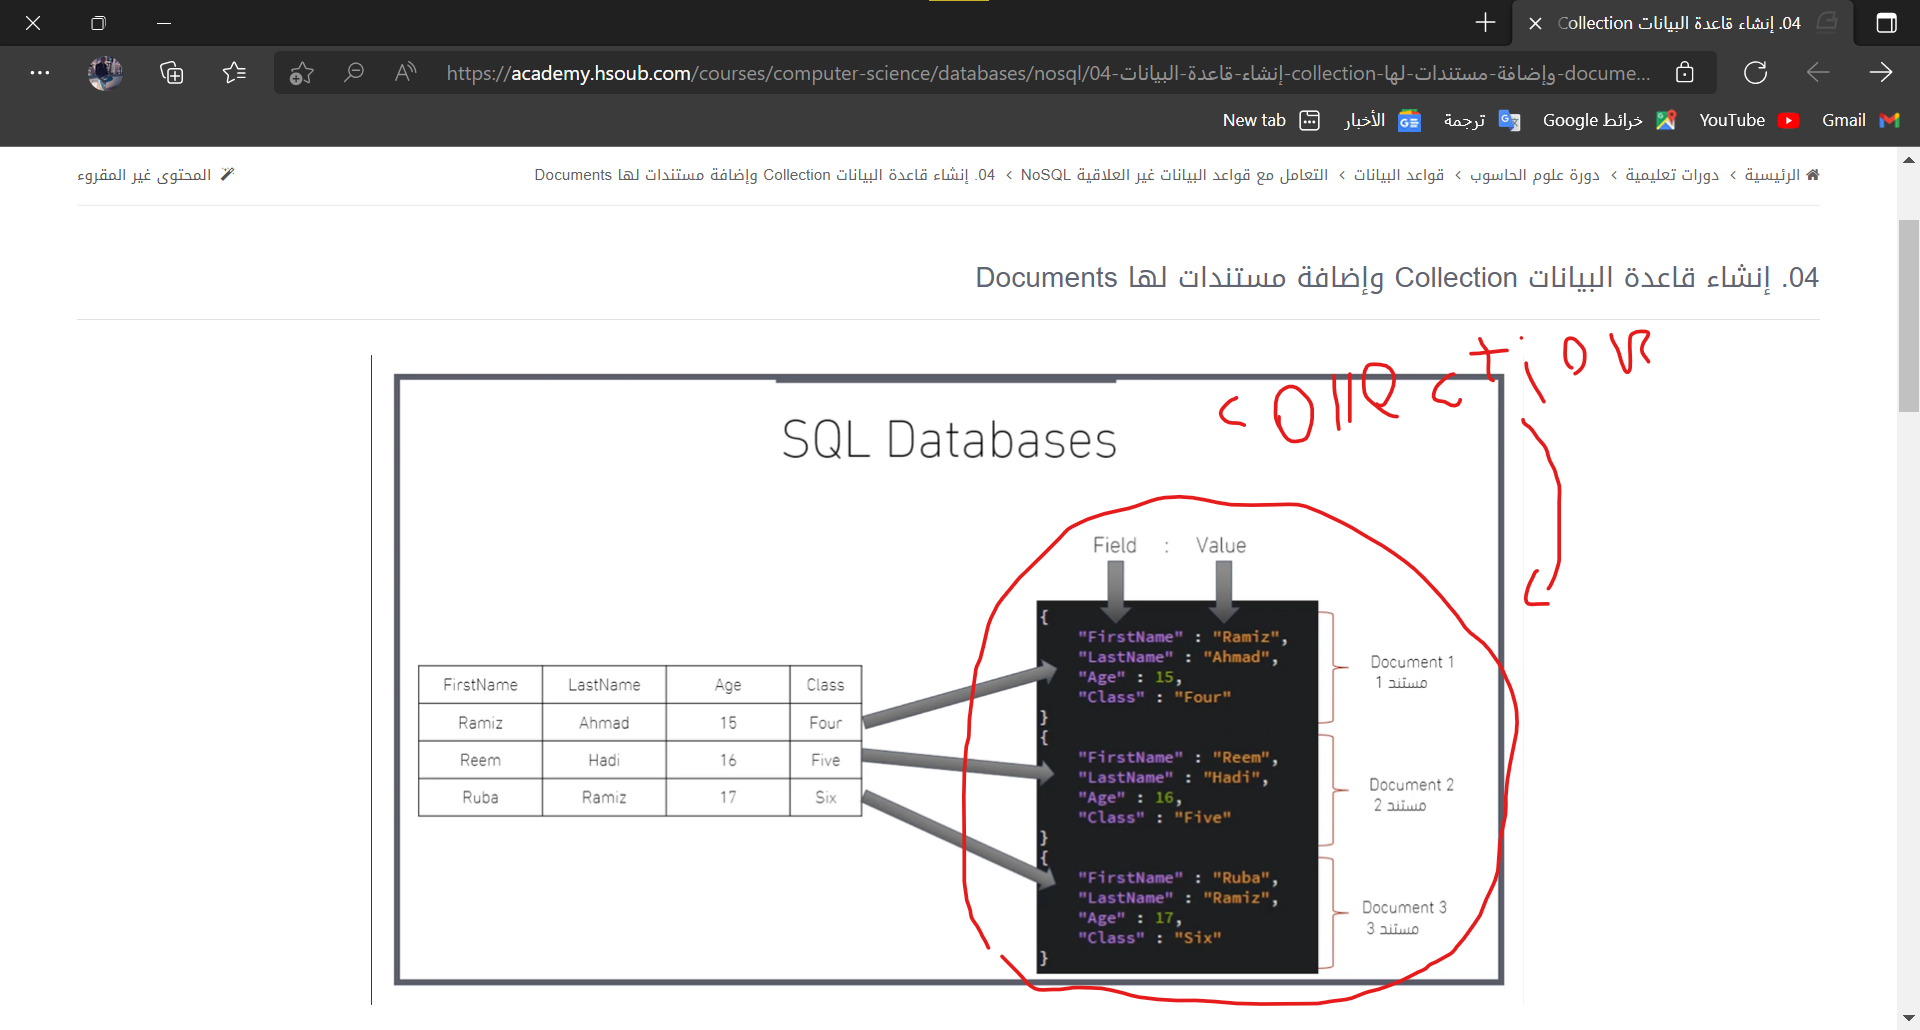 04. إنشاء قاعدة البيانات Collection
https://academy.hsoub.com/courses/computer-science/databases/nosql/04-إنشاء-قاعدة-البيانات-collection-وإضافة-مستندات-لها-docume...
Gmail
YouTube
خرائط Google
ترجمة
الأخبار
New tab
الرئيسية › دورات تعليمية › دورة علوم الحاسوب › قواعد البيانات › التعامل مع قواعد البيانات غير العلاقية NoSQL › 04. إنشاء قاعدة البيانات Collection وإضافة مستندات لها Documents
المحتوى غير المقروء
04. إنشاء قاعدة البيانات Collection وإضافة مستندات لها Documents
collection
SQL Databases
Field : Value
FirstName LastName Age Class
Ramiz Ahmad 15 Four
Reem Hadi 16 Five
Ruba Ramiz 17 Six
{
"FirstName" : "Ramiz",
"LastName" : "Ahmad",
"Age" : 15,
"Class" : "Four"
}
{
"FirstName" : "Reem",
"LastName" : "Hadi",
"Age" : 16,
"Class" : "Five"
}
{
"FirstName" : "Ruba",
"LastName" : "Ramiz",
"Age" : 17,
"Class" : "Six"
}
Document 1
مستند 1
Document 2
مستند 2
Document 3
مستند 3